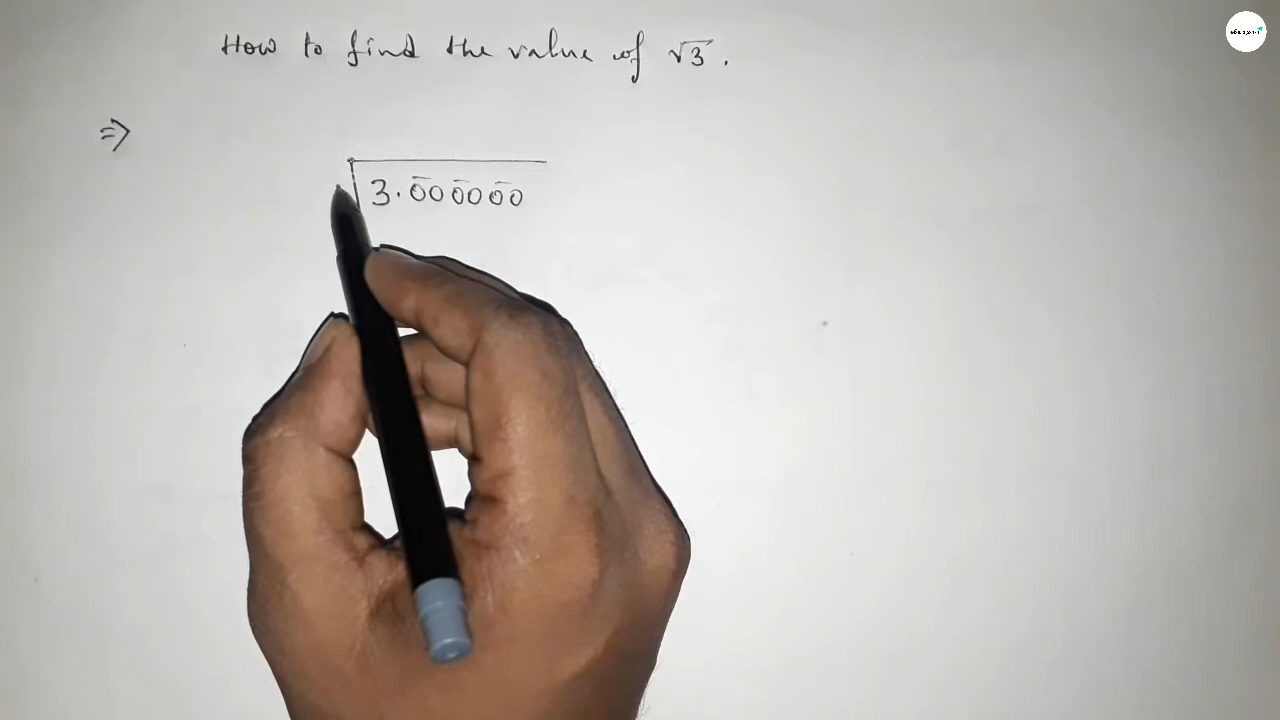 How to find the value of √3.
⇒
3.000000